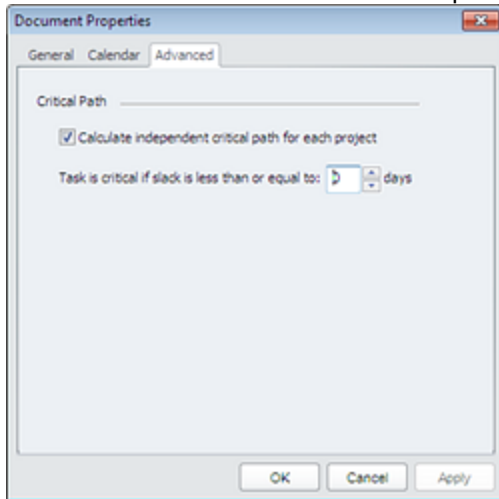 Document Properties
General Calendar Advanced
Critical Path
Calculate independent critical path for each project
Task is critical if slack is less than or equal to: days
OK Cancel Apply